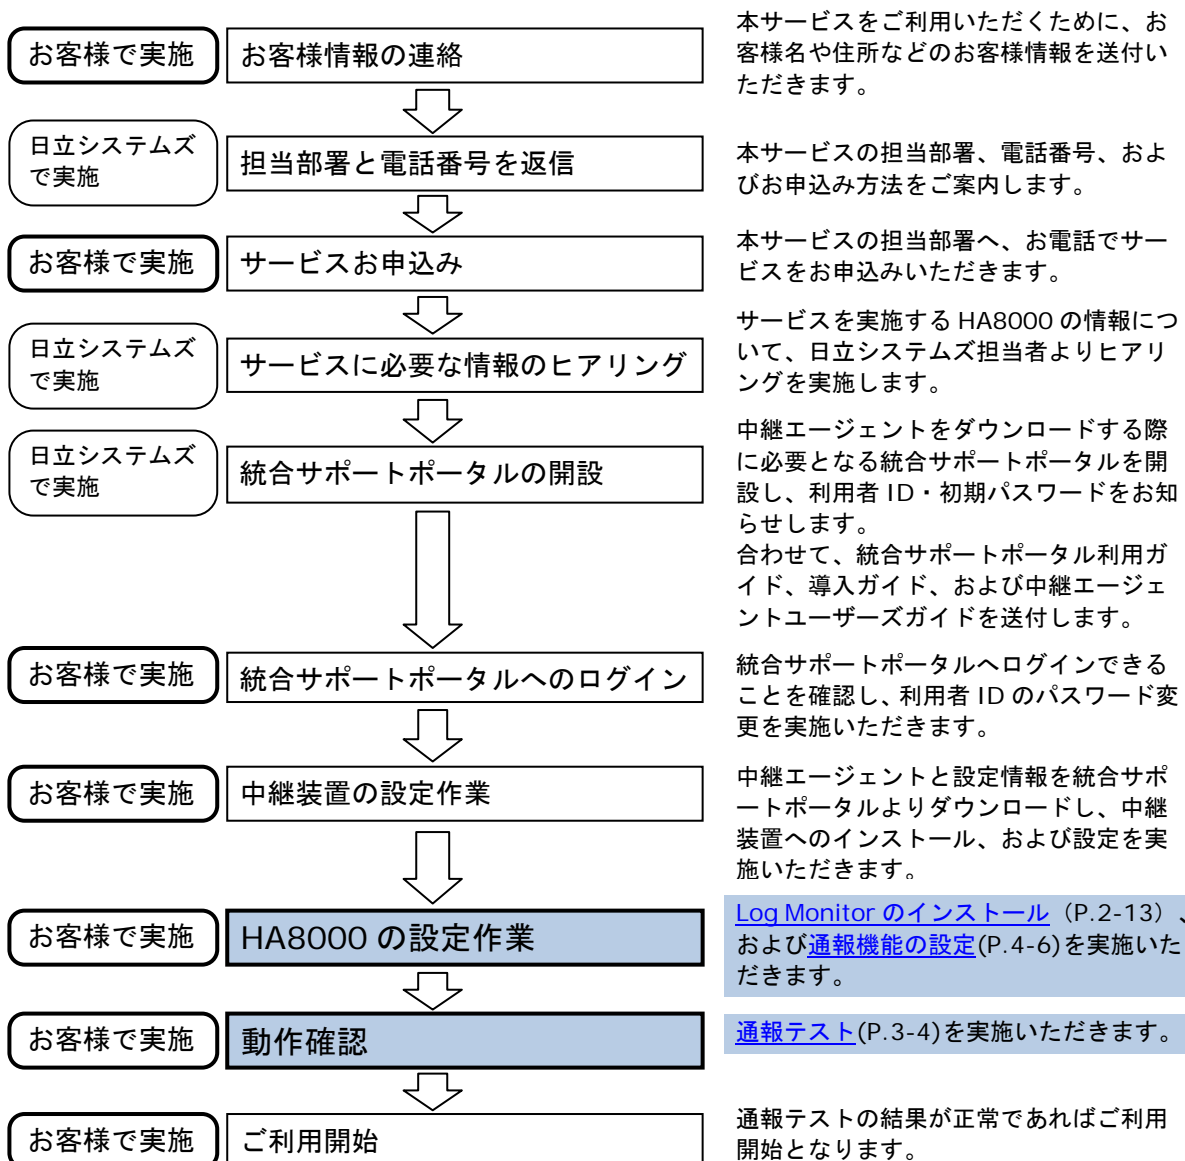 お客様で実施
お客様情報の連絡
本サービスをご利用いただくために、お
客様名や住所などのお客様情報を送付い
ただきます。
日立システムズ
で実施
担当部署と電話番号を返信
本サービスの担当部署、電話番号、およ
びお申込み方法をご案内します。
お客様で実施
サービスお申込み
本サービスの担当部署へ、お電話でサー
ビスをお申込みいただきます。
日立システムズ
で実施
サービスに必要な情報のヒアリング
サービスを実施する HA8000 の情報につ
いて、日立システムズ担当者よりヒアリ
ングを実施します。
日立システムズ
で実施
統合サポートポータルの開設
中継エージェントをダウンロードする際
に必要となる統合サポートポータルを開
設し、利用者 ID・初期パスワードをお知
らせします。
合わせて、統合サポートポータル利用ガ
イド、導入ガイド、および中継エージェ
ントユーザーズガイドを送付します。
お客様で実施
統合サポートポータルへのログイン
統合サポートポータルへログインできる
ことを確認し、利用者 ID のパスワード変
更を実施いただきます。
お客様で実施
中継装置の設定作業
中継エージェントと設定情報を統合サポ
ートポータルよりダウンロードし、中継
装置へのインストール、および設定を実
施いただきます。
お客様で実施
HA8000 の設定作業
Log Monitor のインストール（P.2-13）、
および通報機能の設定(P.4-6)を実施いた
だきます。
お客様で実施
動作確認
通報テスト(P.3-4)を実施いただきます。
お客様で実施
ご利用開始
通報テストの結果が正常であればご利用
開始となります。